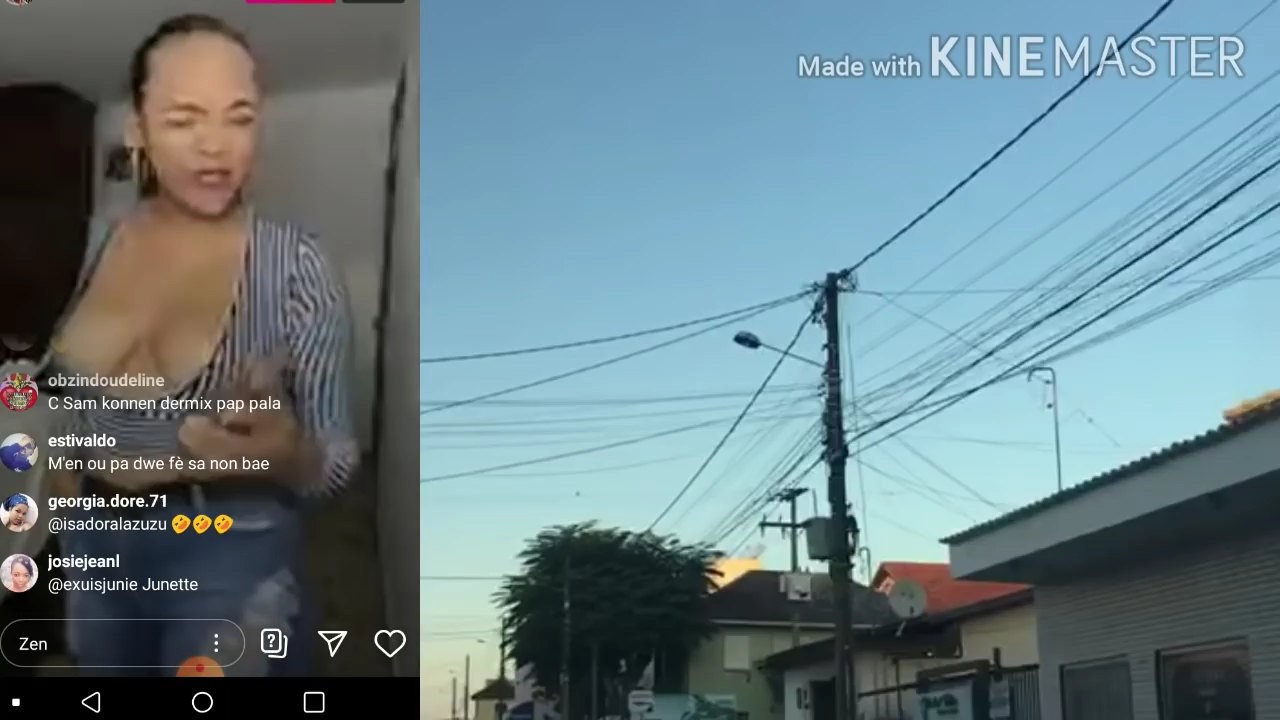 Made with KINEMASTER
obzindoudeline
C Sam konnen dermix pap pala
estivaldo
M'en ou pa dwe fè sa non bae
georgia.dore.71
@isadoralazuzu 🤣🤣🤣
josiejeanl
@exuisjunie Junette
Zen